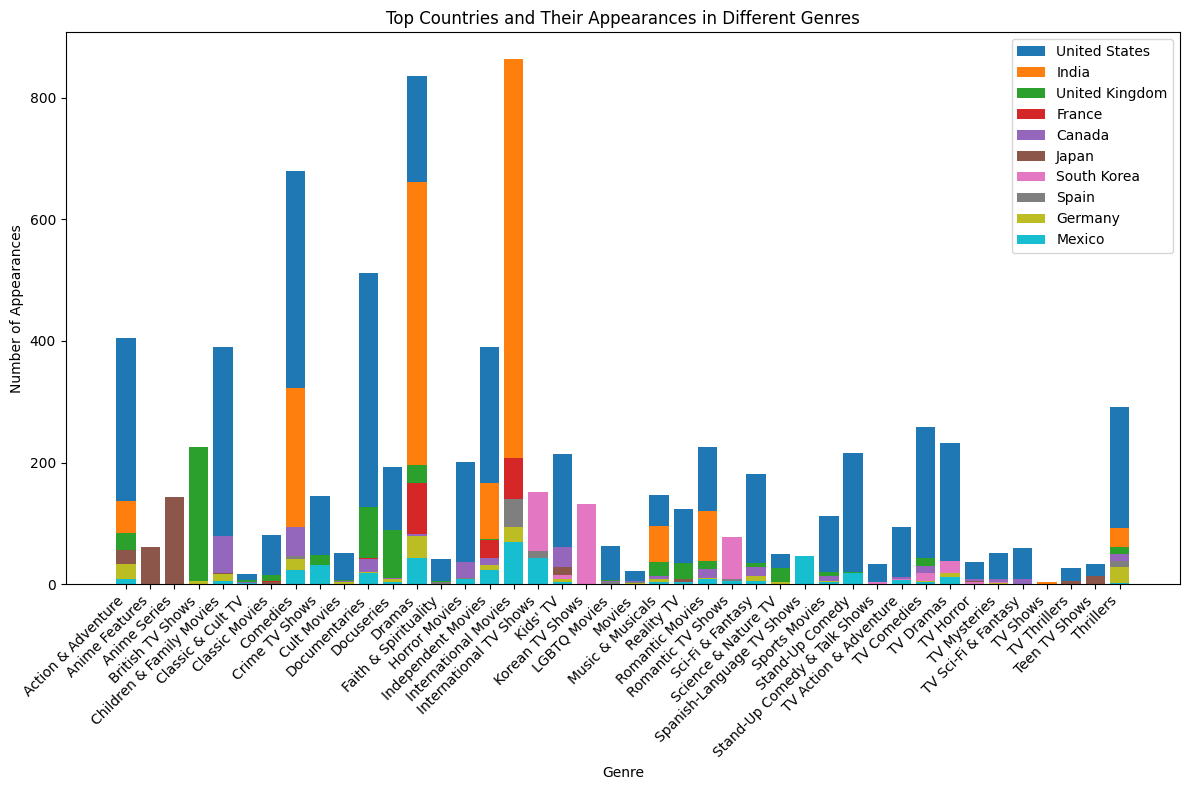 Top Countries and Their Appearances in Different Genres
United States
India
United Kingdom
France
Canada
Japan
South Korea
Spain
Germany
Mexico
Number of Appearances
800
600
400
200
0
Action & Adventure
Anime Features
Anime Series
British TV Shows
Children & Family Movies
Classic & Cult TV
Classic Movies
Comedies
Crime TV Shows
Cult Movies
Documentaries
Docuseries
Dramas
Faith & Spirituality
Horror Movies
Independent Movies
International Movies
International TV Shows
Kids' TV
Korean TV Shows
LGBTQ Movies
Movies
Music & Musicals
Reality TV
Romantic Movies
Romantic TV Shows
Sci-Fi & Fantasy
Science & Nature TV
Spanish-Language TV Shows
Sports Movies
Stand-Up Comedy
Stand-Up Comedy & Talk Shows
TV Action & Adventure
TV Comedies
TV Dramas
TV Horror
TV Mysteries
TV Sci-Fi & Fantasy
TV Shows
TV Thrillers
Teen TV Shows
Thrillers
Genre